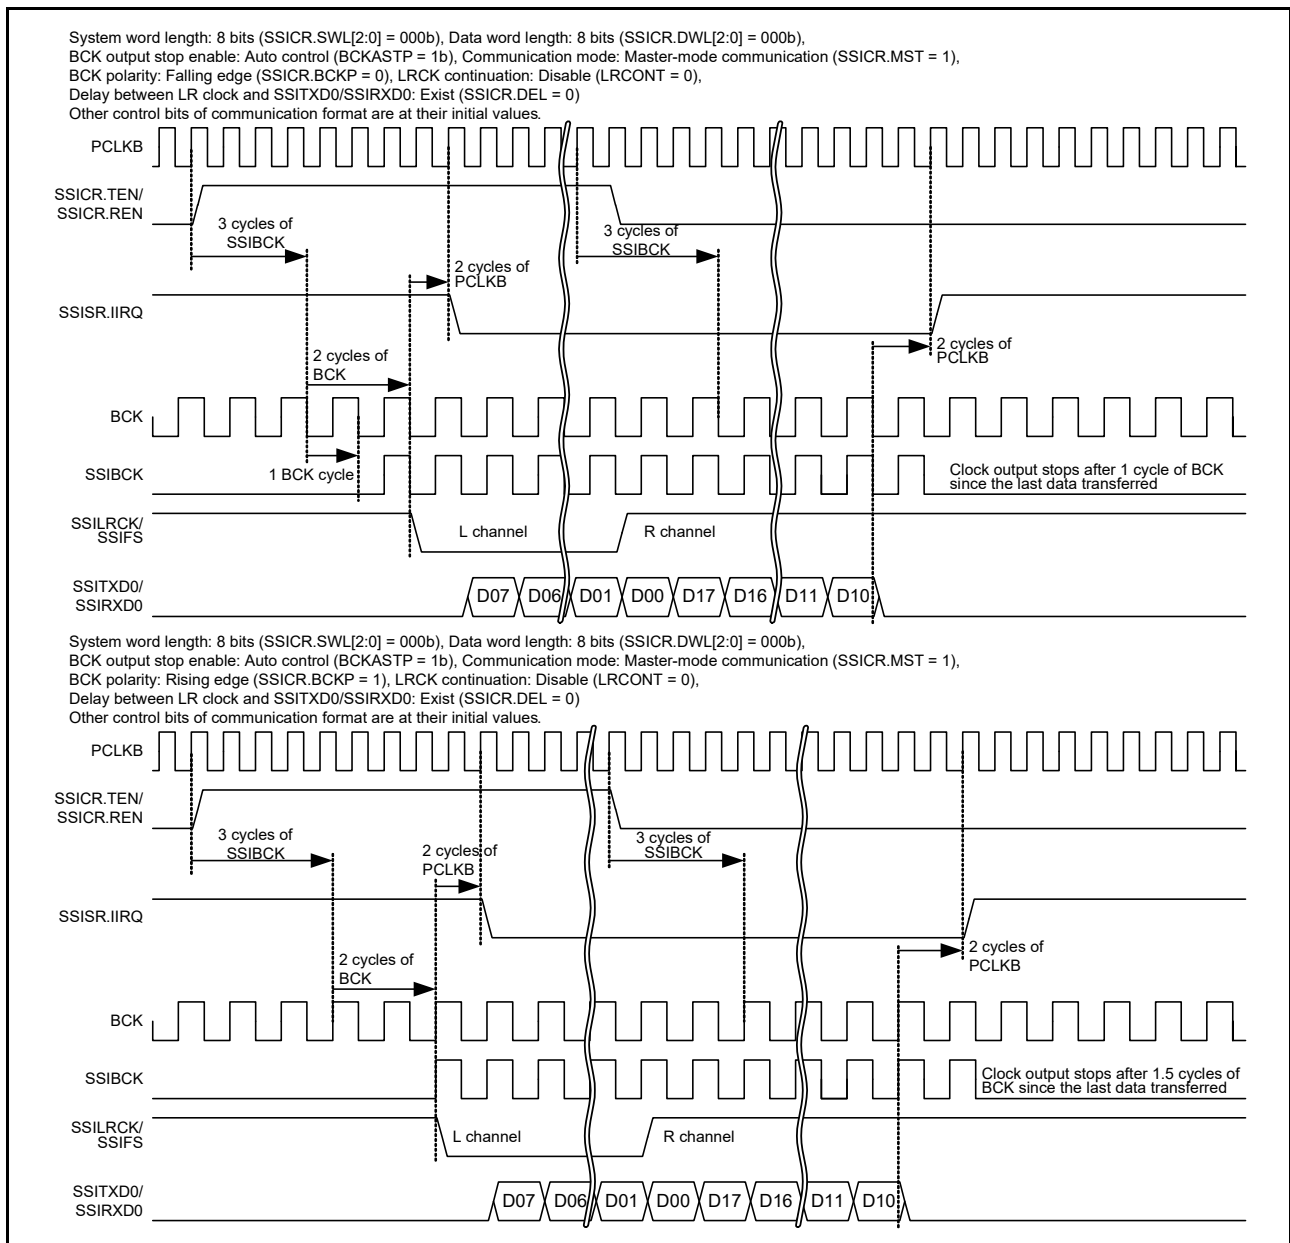 System word length: 8 bits (SSICR.SWL[2:0] = 000b), Data word length: 8 bits (SSICR.DWL[2:0] = 000b),
BCK output stop enable: Auto control (BCKASTP = 1b), Communication mode: Master-mode communication (SSICR.MST = 1),
BCK polarity: Falling edge (SSICR.BCKP = 0), LRCK continuation: Disable (LRCONT = 0),
Delay between LR clock and SSITXD0/SSIRXD0: Exist (SSICR.DEL = 0)
Other control bits of communication format are at their initial values.
PCLKB
SSICR.TEN/
SSICR.REN
3 cycles of
SSIBCK
3 cycles of
SSIBCK
2 cycles of
PCLKB
SSISR.IIRQ
2 cycles of
PCLKB
2 cycles of
BCK
BCK
1 BCK cycle
SSIBCK
Clock output stops after 1 cycle of BCK
since the last data transferred
SSILRCK/
SSIFS
L channel
R channel
SSITXD0/
SSIRXD0
D07 D06 D01 D00 D17 D16 D11 D10
System word length: 8 bits (SSICR.SWL[2:0] = 000b), Data word length: 8 bits (SSICR.DWL[2:0] = 000b),
BCK output stop enable: Auto control (BCKASTP = 1b), Communication mode: Master-mode communication (SSICR.MST = 1),
BCK polarity: Rising edge (SSICR.BCKP = 1), LRCK continuation: Disable (LRCONT = 0),
Delay between LR clock and SSITXD0/SSIRXD0: Exist (SSICR.DEL = 0)
Other control bits of communication format are at their initial values.
PCLKB
SSICR.TEN/
SSICR.REN
3 cycles of
SSIBCK
2 cycles of
PCLKB
3 cycles of
SSIBCK
SSISR.IIRQ
2 cycles of
PCLKB
2 cycles of
BCK
BCK
SSIBCK
Clock output stops after 1.5 cycles of
BCK since the last data transferred
SSILRCK/
SSIFS
L channel
R channel
SSITXD0/
SSIRXD0
D07 D06 D01 D00 D17 D16 D11 D10